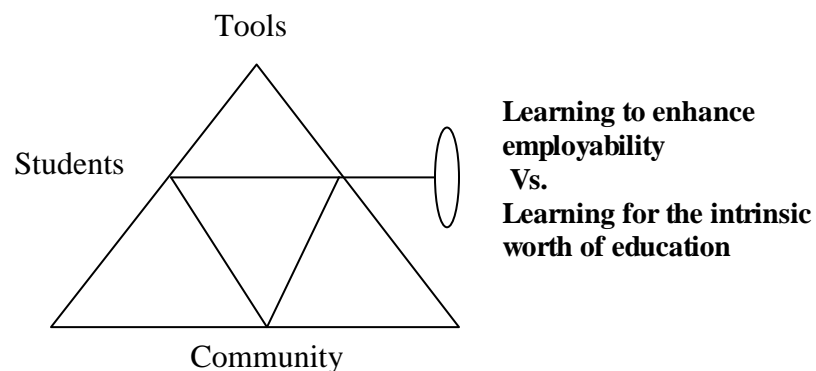 Tools
Students
Learning to enhance
employability
Vs.
Learning for the intrinsic
worth of education
Community